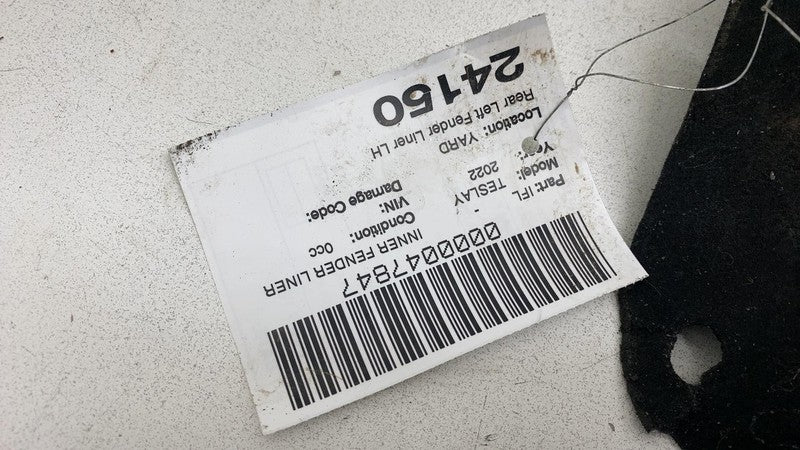 0000047847
INNER FENDER LINER
Part: IFL - Condition: 0cc
Model: TESLAY VIN:
Year: 2022 Damage Code:
Location: YARD
Rear Left Fender Liner LH
24150